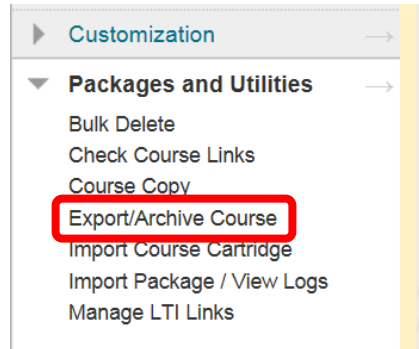 Customization
Packages and Utilities
Bulk Delete
Check Course Links
Course Copy
Export/Archive Course
Import Course Cartridge
Import Package / View Logs
Manage LTI Links